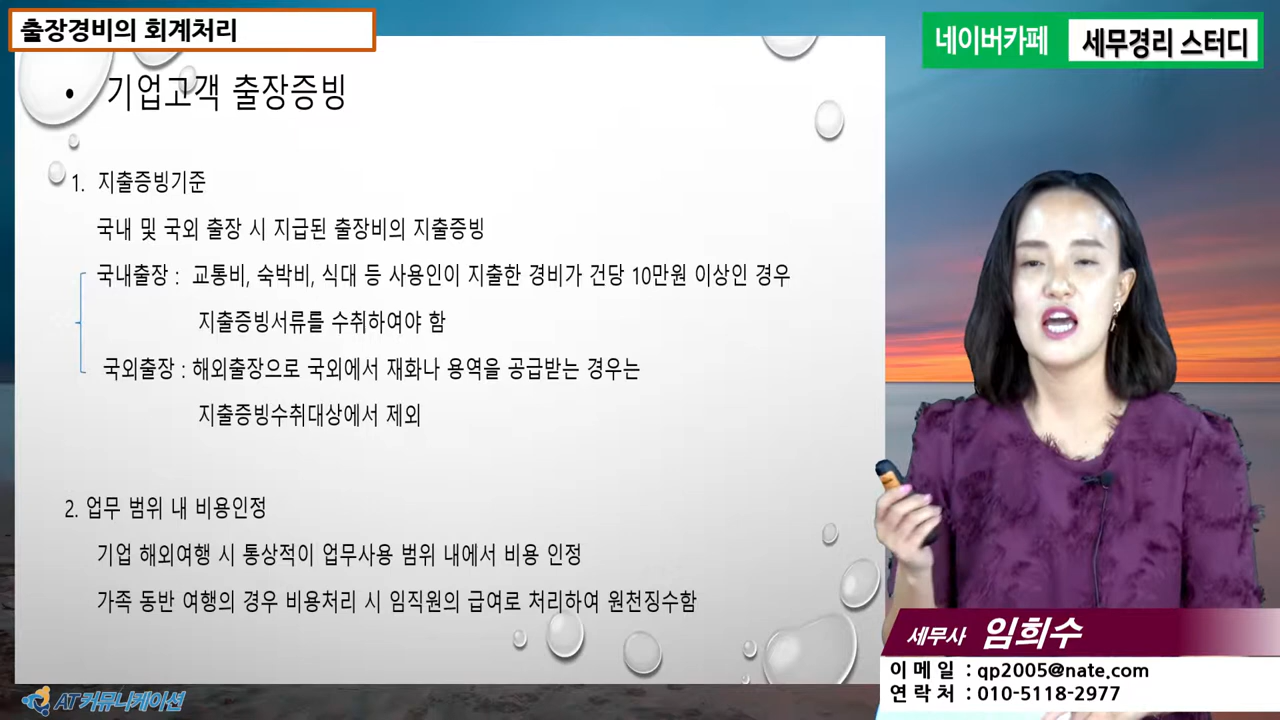 출장경비의 회계처리
네이버카페 세무경리 스터디
• 기업고객 출장증빙
1. 지출증빙기준
국내 및 국외 출장 시 지급된 출장비의 지출증빙
국내출장 : 교통비, 숙박비, 식대 등 사용인이 지출한 경비가 건당 10만원 이상인 경우
지출증빙서류를 수취하여야 함
국외출장 : 해외출장으로 국외에서 재화나 용역을 공급받는 경우는
지출증빙수취대상에서 제외
2. 업무 범위 내 비용인정
기업 해외여행 시 통상적이 업무사용 범위 내에서 비용 인정
가족 동반 여행의 경우 비용처리 시 임직원의 급여로 처리하여 원천징수함
세무사 임희수
이 메 일 : qp2005@nate.com
연 락 처 : 010-5118-2977
AT커뮤니케이션